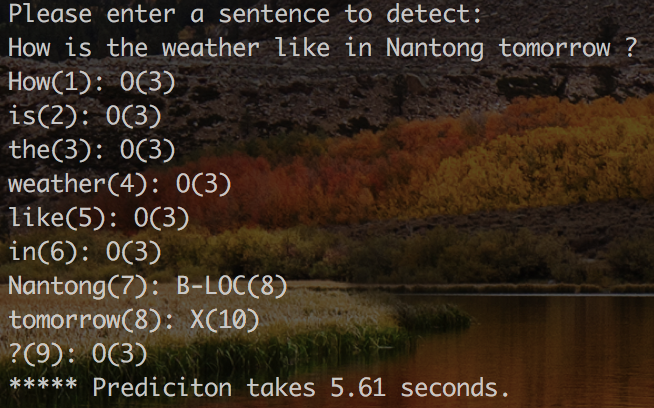 Please enter a sentence to detect:
How is the weather like in Nantong tomorrow ?
How(1): O(3)
is(2): O(3)
the(3): O(3)
weather(4): O(3)
like(5): O(3)
in(6): O(3)
Nantong(7): B-LOC(8)
tomorrow(8): X(10)
?(9): O(3)
***** Prediciton takes 5.61 seconds.